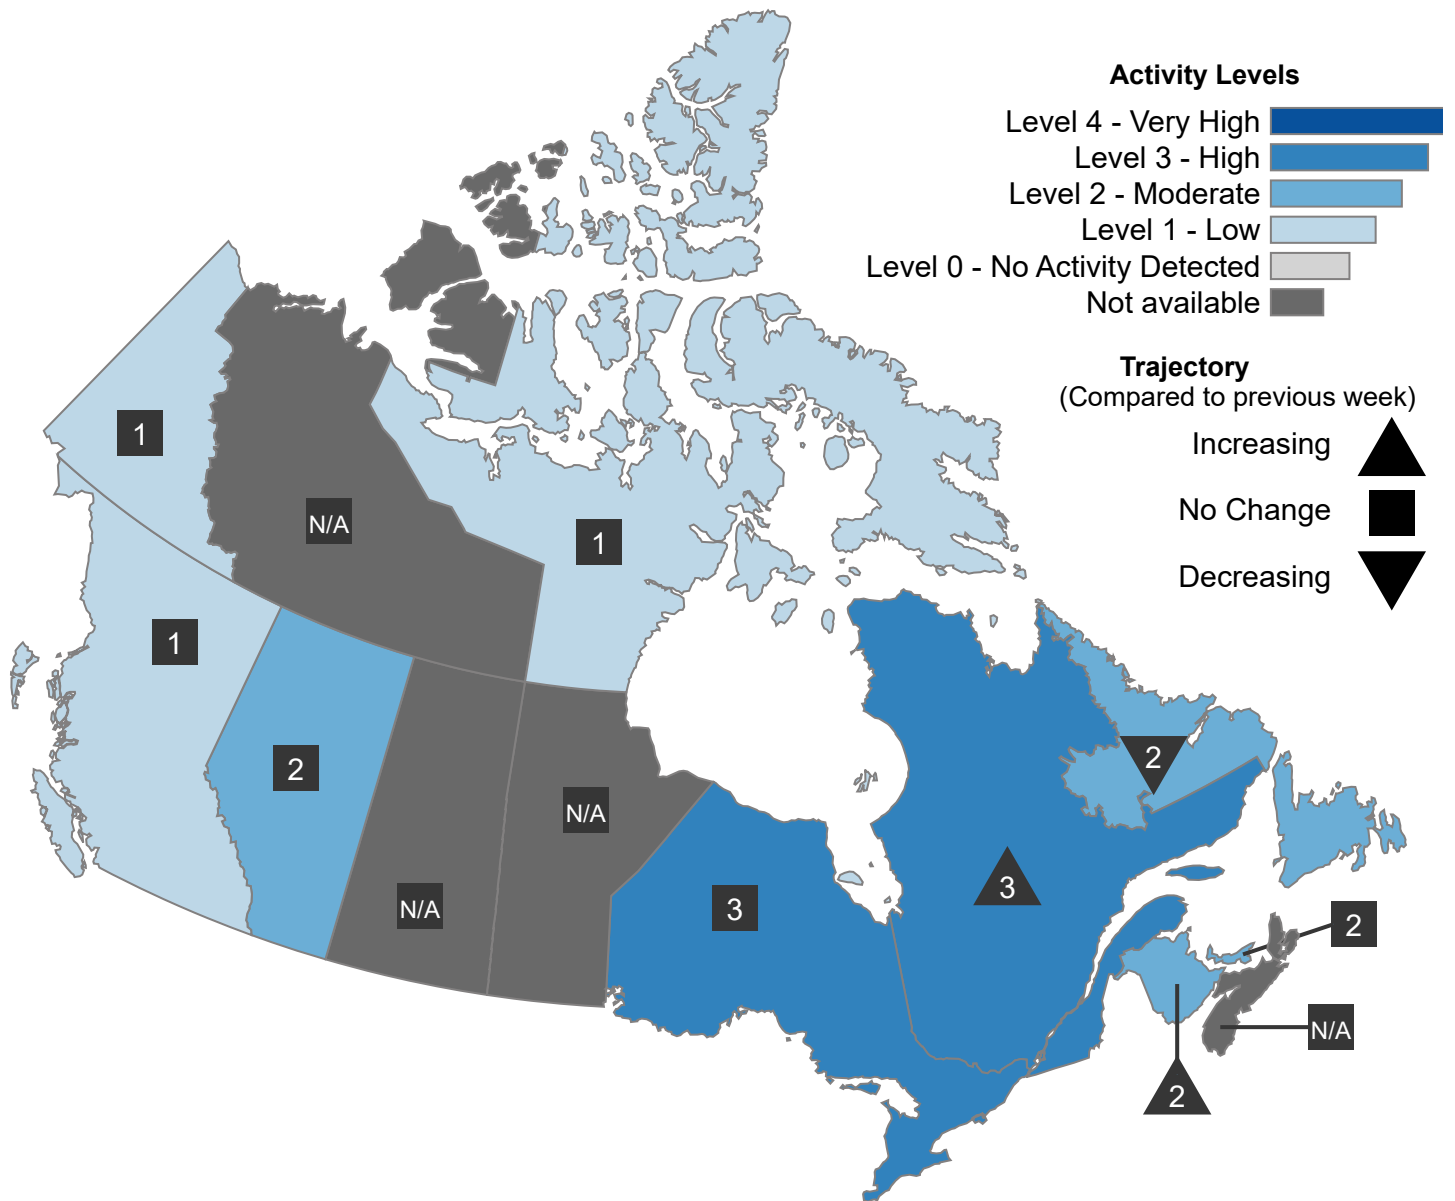 Activity Levels
Level 4 - Very High
Level 3 - High
Level 2 - Moderate
Level 1 - Low
Level 0 - No Activity Detected
Not available
Trajectory
(Compared to previous week)
Increasing
No Change
Decreasing
1
N/A
1
1
2
N/A
N/A
3
3
2
2
N/A
2